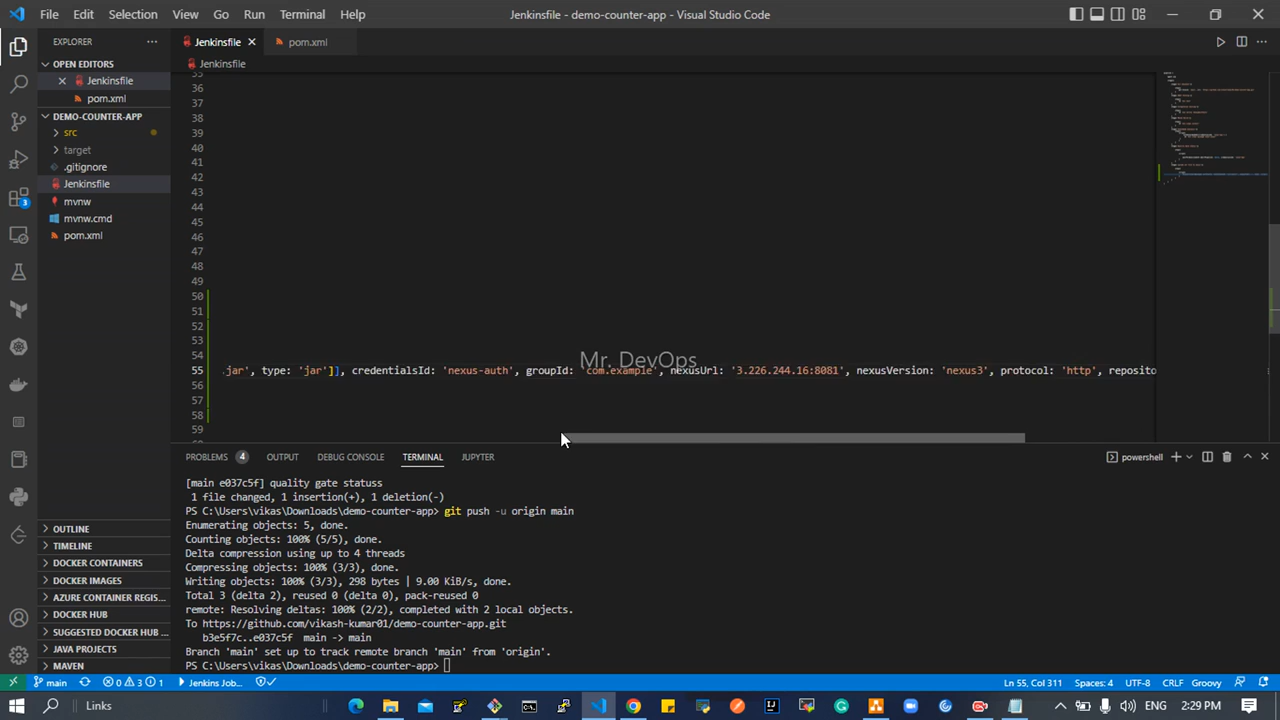 File Edit Selection View Go Run Terminal Help
Jenkinsfile - demo-counter-app - Visual Studio Code
EXPLORER
Jenkinsfile
pom.xml
OPEN EDITORS
Jenkinsfile
Jenkinsfile
pom.xml
DEMO-COUNTER-APP
src
target
.gitignore
Jenkinsfile
mvnw
mvnw.cmd
pom.xml
3
36
37
38
39
40
41
42
43
44
45
46
47
48
49
50
51
52
53
54
Mr. DevOps
55 .jar', type: 'jar']], credentialsId: 'nexus-auth', groupId: 'com.example', nexusUrl: '3.226.244.16:8081', nexusVersion: 'nexus3', protocol: 'http', reposito
56
57
58
59
PROBLEMS 4 OUTPUT DEBUG CONSOLE TERMINAL JUPYTER
powershell
[main e037c5f] quality gate statuss
1 file changed, 1 insertion(+), 1 deletion(-)
PS C:\Users\vikas\Downloads\demo-counter-app> git push -u origin main
Enumerating objects: 5, done.
Counting objects: 100% (5/5), done.
Delta compression using up to 4 threads
Compressing objects: 100% (3/3), done.
Writing objects: 100% (3/3), 298 bytes | 9.00 KiB/s, done.
Total 3 (delta 2), reused 0 (delta 0), pack-reused 0
remote: Resolving deltas: 100% (2/2), completed with 2 local objects.
To https://github.com/vikash-kumar01/demo-counter-app.git
b3e5f7c..e037c5f main -> main
Branch 'main' set up to track remote branch 'main' from 'origin'.
PS C:\Users\vikas\Downloads\demo-counter-app>
OUTLINE
TIMELINE
DOCKER CONTAINERS
DOCKER IMAGES
AZURE CONTAINER REGIS...
DOCKER HUB
SUGGESTED DOCKER HUB ...
JAVA PROJECTS
MAVEN
main 0 3 1 Jenkins Job...
Ln 55, Col 311 Spaces: 4 UTF-8 CRLF Groovy
Links
ENG 2:29 PM